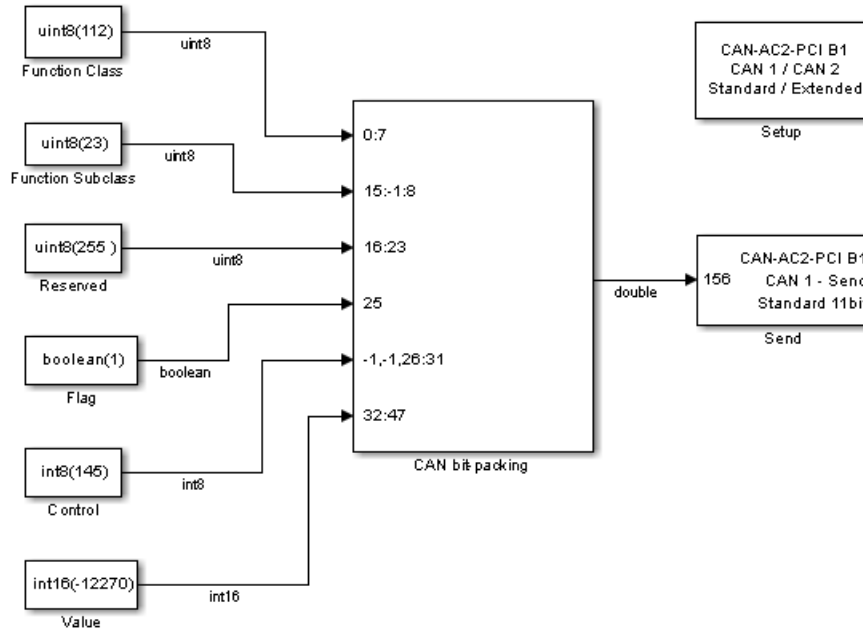 uint8(112)
uint8
Function Class
CAN-AC2-PCI B1
CAN 1 / CAN 2
Standard / Extended
Setup
0:7
uint8(23)
uint8
Function Subclass
15:-1:8
uint8(255 )
uint8
Reserved
16:23
CAN-AC2-PCI B1
156
CAN 1 - Send
Standard 11bit
Send
double
25
boolean(1)
boolean
Flag
-1,-1,26:31
32:47
CAN bit-packing
int8(145)
int8
Control
int16(-12270)
int16
Value